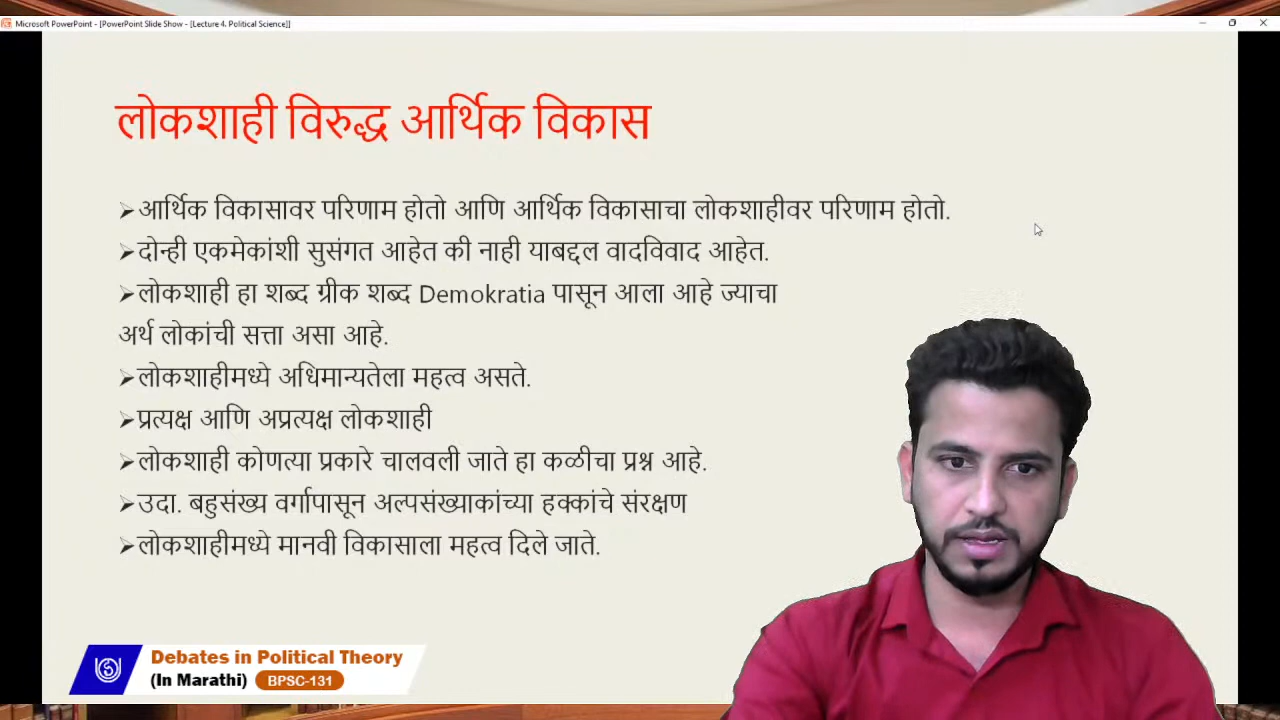 Microsoft PowerPoint - [PowerPoint Slide Show - [Lecture 4. Political Science]]
लोकशाही विरुद्ध आर्थिक विकास
➢आर्थिक विकासावर परिणाम होतो आणि आर्थिक विकासाचा लोकशाहीवर परिणाम होतो.
➢दोन्ही एकमेकांशी सुसंगत आहेत की नाही याबद्दल वादविवाद आहेत.
➢लोकशाही हा शब्द ग्रीक शब्द Demokratia पासून आला आहे ज्याचा
अर्थ लोकांची सत्ता असा आहे.
➢लोकशाहीमध्ये अधिमान्यतेला महत्व असते.
➢प्रत्यक्ष आणि अप्रत्यक्ष लोकशाही
➢लोकशाही कोणत्या प्रकारे चालवली जाते हा कळीचा प्रश्न आहे.
➢उदा. बहुसंख्य वर्गापासून अल्पसंख्याकांच्या हक्कांचे संरक्षण
➢लोकशाहीमध्ये मानवी विकासाला महत्व दिले जाते.
Debates in Political Theory
(In Marathi) BPSC-131